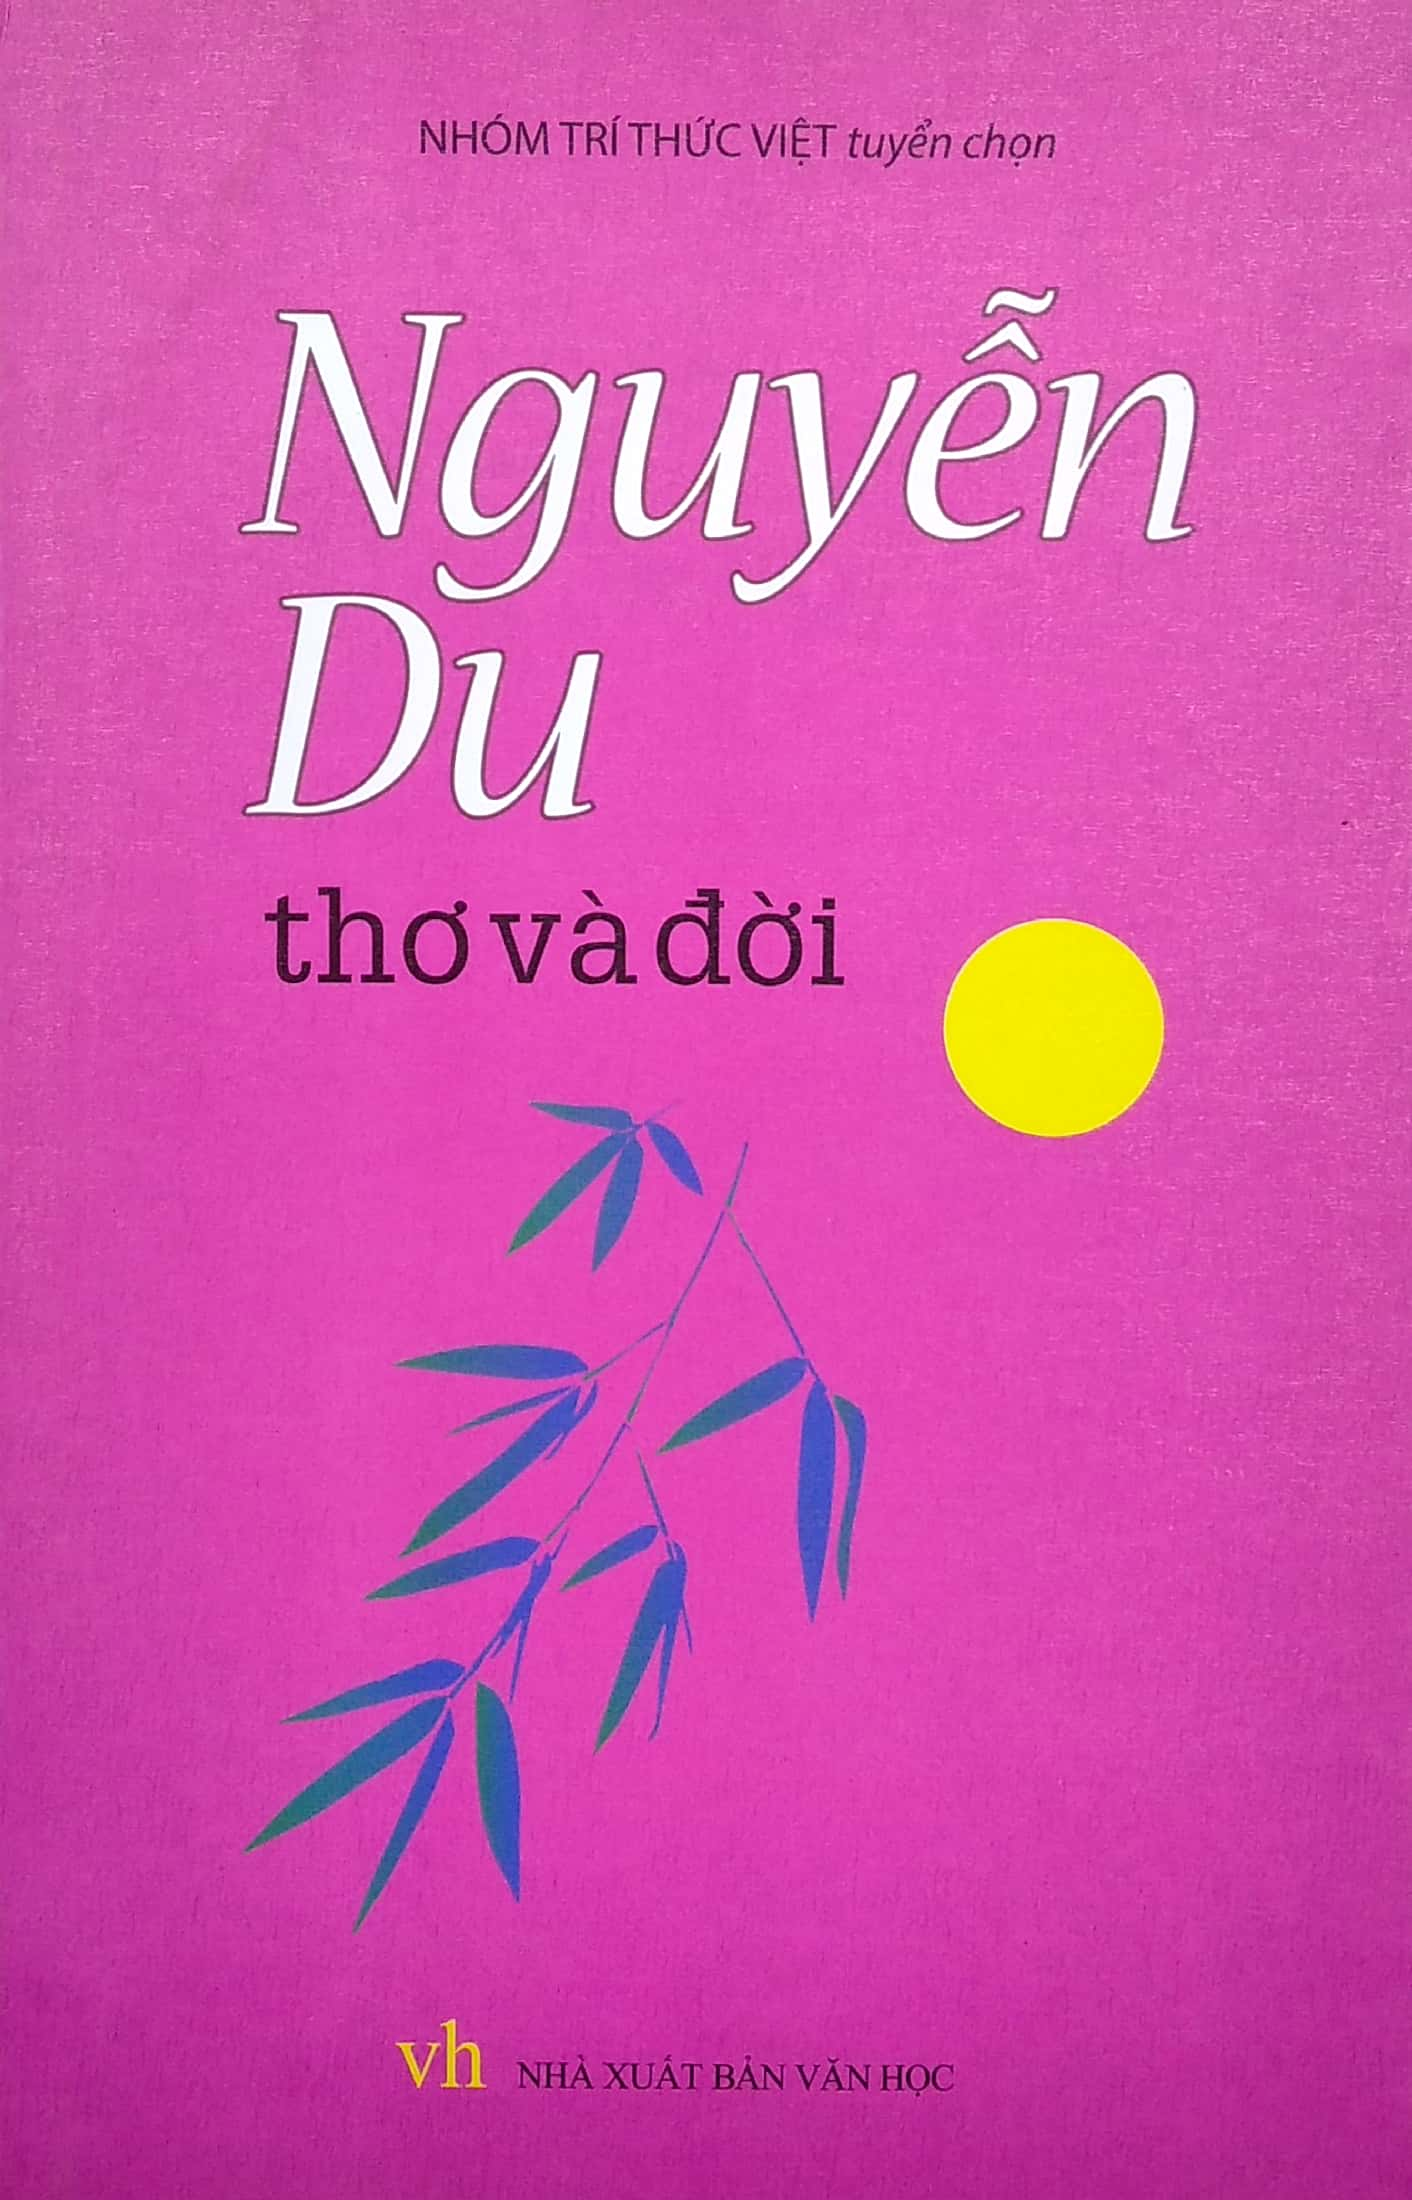 NHÓM TRÍ THỨC VIỆT tuyển chọn
Nguyễn
Du
thơ và đời
vh NHÀ XUẤT BẢN VĂN HỌC